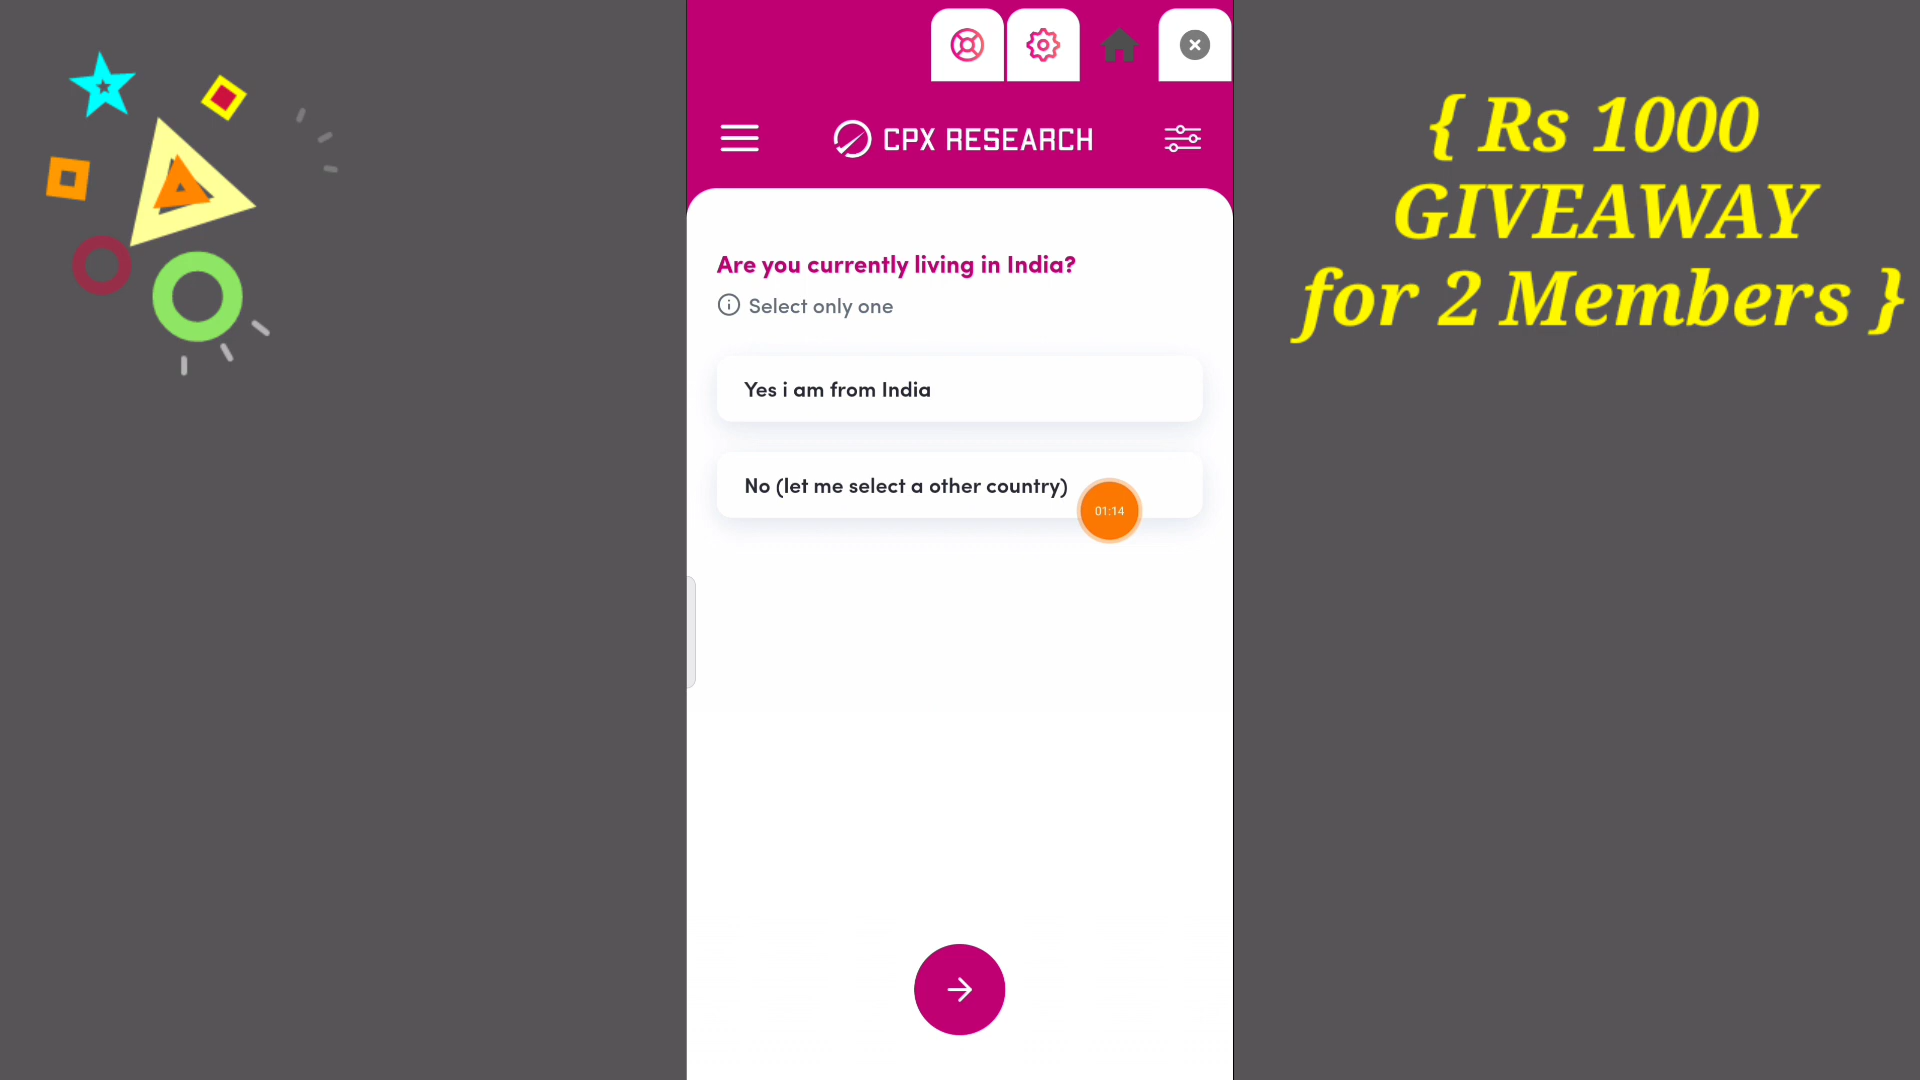 CPX RESEARCH
Are you currently living in India?
Select only one
Yes i am from India
No (let me select a other country)
01:14
{ Rs 1000
GIVEAWAY
for 2 Members }